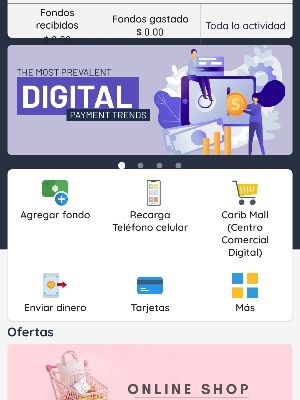 Fondos
recibidos
Fondos gastado
$ 0.00
Toda la actividad
$ 0.00
THE MOST PREVALENT
DIGITAL
PAYMENT TRENDS
Agregar fondo
Recarga
Teléfono celular
Carib Mall
(Centro
Comercial
Digital)
Enviar dinero
Tarjetas
Más
Ofertas
ONLINE SHOP